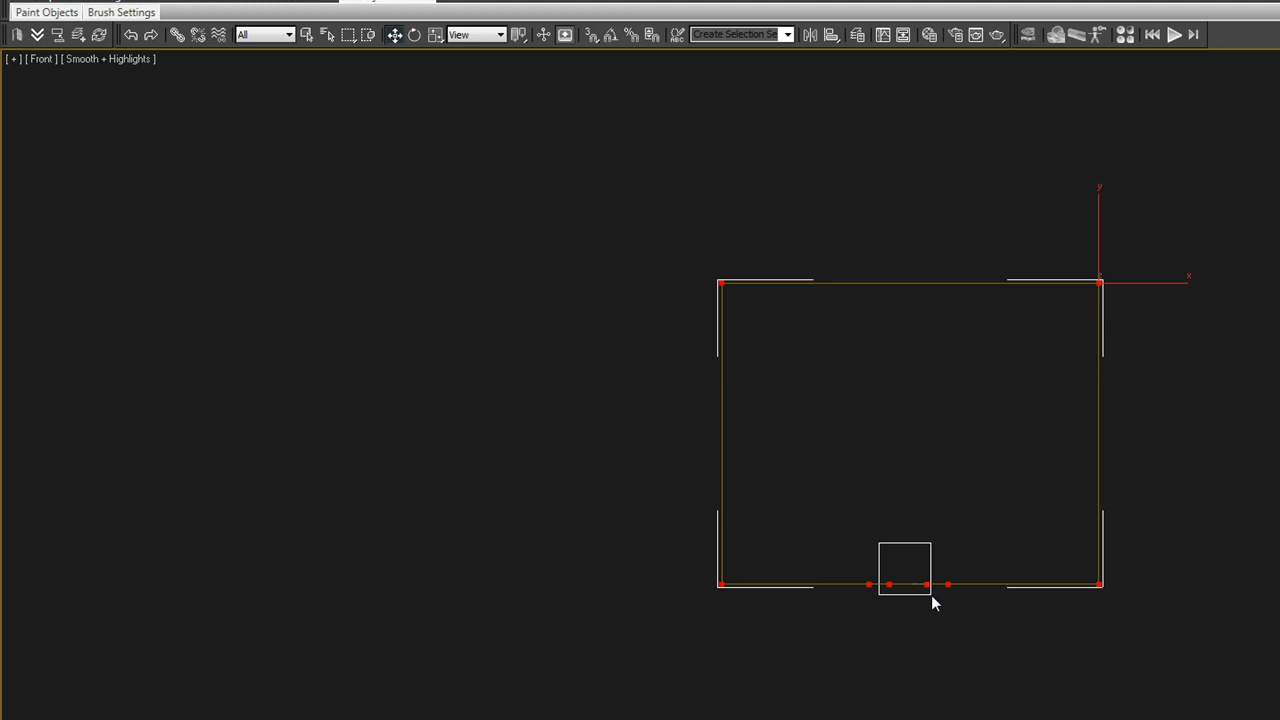 Paint Objects Brush Settings
All View Create Selection Se
[ + ] [ Front ] [ Smooth + Highlights ]
y
x